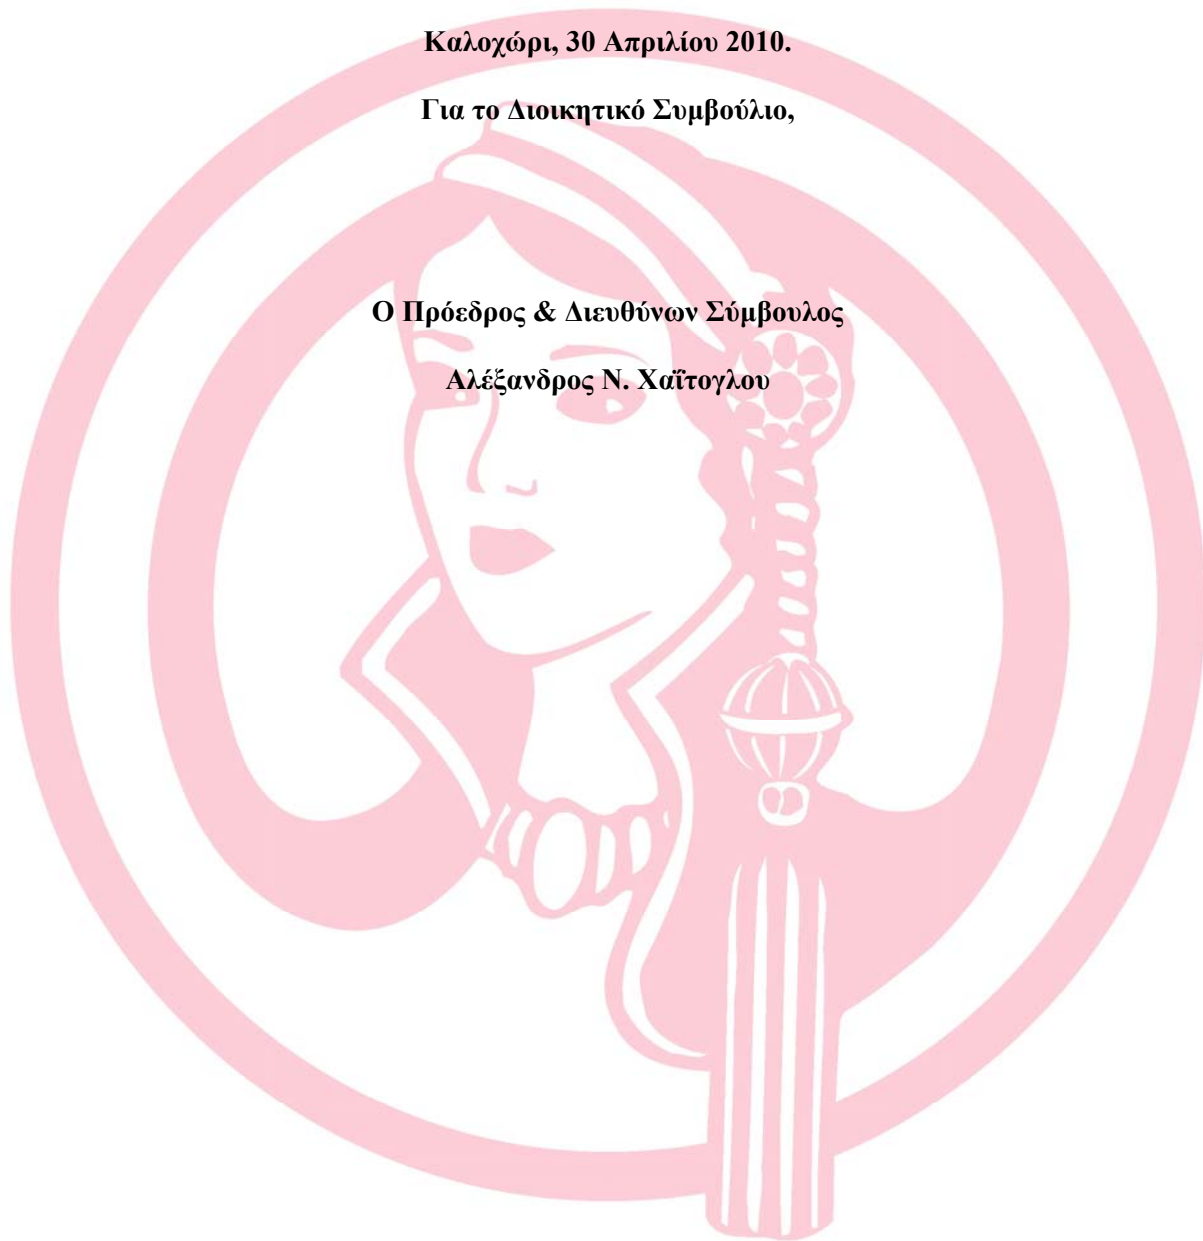 Καλοχώρι, 30 Απριλίου 2010.
Για το Διοικητικό Συμβούλιο,
Ο Πρόεδρος & Διευθύνων Σύμβουλος
Αλέξανδρος Ν. Χαΐτογλου